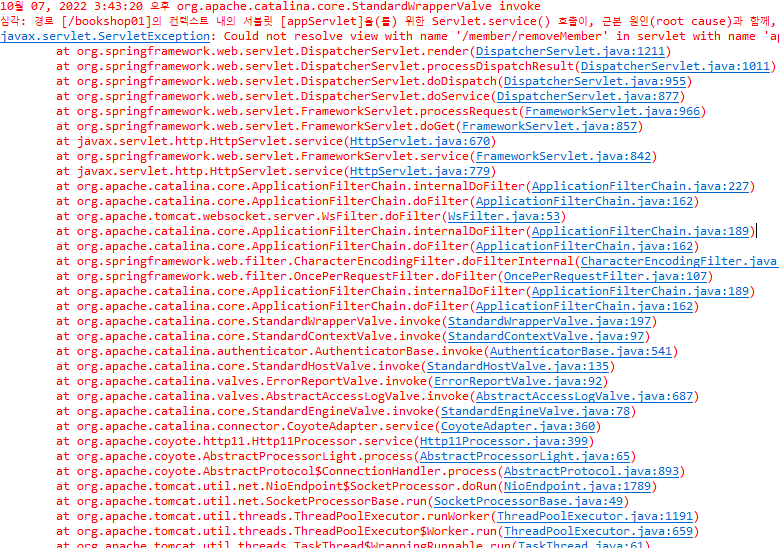 10월 07, 2022 3:43:20 오후 org.apache.catalina.core.StandardWrapperValve invoke
심각: 경로 [/bookshop01]의 컨텍스트 내의 서블릿 [appServlet]을(를) 위한 Servlet.service() 호출이, 근본 원인(root cause)과 함께,
javax.servlet.ServletException: Could not resolve view with name '/member/removeMember' in servlet with name 'ap
at org.springframework.web.servlet.DispatcherServlet.render(DispatcherServlet.java:1211)
at org.springframework.web.servlet.DispatcherServlet.processDispatchResult(DispatcherServlet.java:1011)
at org.springframework.web.servlet.DispatcherServlet.doDispatch(DispatcherServlet.java:955)
at org.springframework.web.servlet.DispatcherServlet.doService(DispatcherServlet.java:877)
at org.springframework.web.servlet.FrameworkServlet.processRequest(FrameworkServlet.java:966)
at org.springframework.web.servlet.FrameworkServlet.doGet(FrameworkServlet.java:857)
at javax.servlet.http.HttpServlet.service(HttpServlet.java:670)
at org.springframework.web.servlet.FrameworkServlet.service(FrameworkServlet.java:842)
at javax.servlet.http.HttpServlet.service(HttpServlet.java:779)
at org.apache.catalina.core.ApplicationFilterChain.internalDoFilter(ApplicationFilterChain.java:227)
at org.apache.catalina.core.ApplicationFilterChain.doFilter(ApplicationFilterChain.java:162)
at org.apache.tomcat.websocket.server.WsFilter.doFilter(WsFilter.java:53)
at org.apache.catalina.core.ApplicationFilterChain.internalDoFilter(ApplicationFilterChain.java:189)
at org.apache.catalina.core.ApplicationFilterChain.doFilter(ApplicationFilterChain.java:162)
at org.springframework.web.filter.CharacterEncodingFilter.doFilterInternal(CharacterEncodingFilter.java
at org.springframework.web.filter.OncePerRequestFilter.doFilter(OncePerRequestFilter.java:107)
at org.apache.catalina.core.ApplicationFilterChain.internalDoFilter(ApplicationFilterChain.java:189)
at org.apache.catalina.core.ApplicationFilterChain.doFilter(ApplicationFilterChain.java:162)
at org.apache.catalina.core.StandardWrapperValve.invoke(StandardWrapperValve.java:197)
at org.apache.catalina.core.StandardContextValve.invoke(StandardContextValve.java:97)
at org.apache.catalina.authenticator.AuthenticatorBase.invoke(AuthenticatorBase.java:541)
at org.apache.catalina.core.StandardHostValve.invoke(StandardHostValve.java:135)
at org.apache.catalina.valves.ErrorReportValve.invoke(ErrorReportValve.java:92)
at org.apache.catalina.valves.AbstractAccessLogValve.invoke(AbstractAccessLogValve.java:687)
at org.apache.catalina.core.StandardEngineValve.invoke(StandardEngineValve.java:78)
at org.apache.catalina.connector.CoyoteAdapter.service(CoyoteAdapter.java:360)
at org.apache.coyote.http11.Http11Processor.service(Http11Processor.java:399)
at org.apache.coyote.AbstractProcessorLight.process(AbstractProcessorLight.java:65)
at org.apache.coyote.AbstractProtocol$ConnectionHandler.process(AbstractProtocol.java:893)
at org.apache.tomcat.util.net.NioEndpoint$SocketProcessor.doRun(NioEndpoint.java:1789)
at org.apache.tomcat.util.net.SocketProcessorBase.run(SocketProcessorBase.java:49)
at org.apache.tomcat.util.threads.ThreadPoolExecutor.runWorker(ThreadPoolExecutor.java:1191)
at org.apache.tomcat.util.threads.ThreadPoolExecutor$Worker.run(ThreadPoolExecutor.java:659)
at org.apache.tomcat.util.threads.TaskThread$WrappingRunnable.run(TaskThread.java:61)